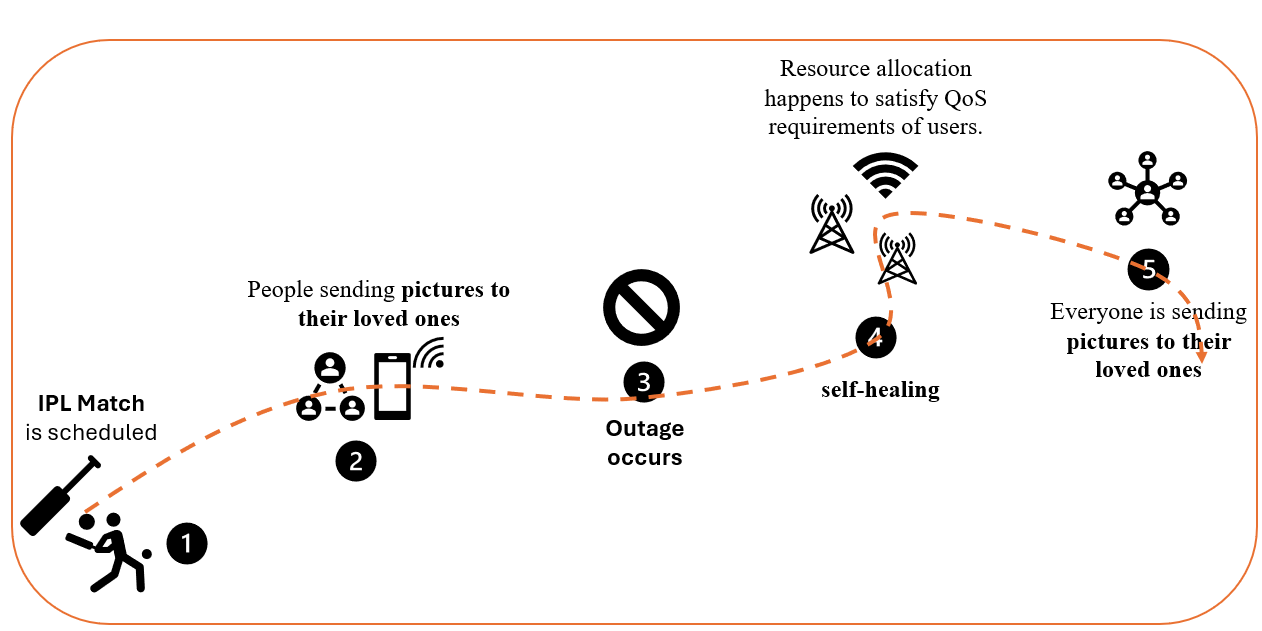 IPL Match
is scheduled
1
People sending pictures to
their loved ones
2
3
Outage
occurs
Resource allocation
happens to satisfy QoS
requirements of users.
4
self-healing
5
Everyone is sending
pictures to their
loved ones